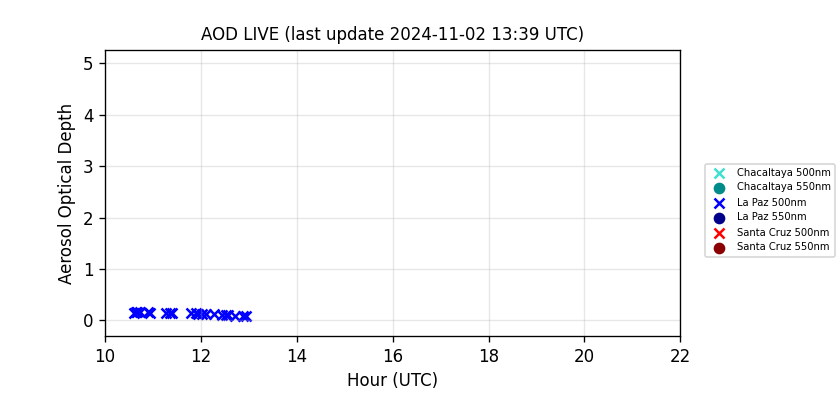 AOD LIVE (last update 2024-11-02 13:39 UTC)
Aerosol Optical Depth
5
4
3
2
1
0
10 12 14 16 18 20 22
Hour (UTC)
Chacaltaya 500nm
Chacaltaya 550nm
La Paz 500nm
La Paz 550nm
Santa Cruz 500nm
Santa Cruz 550nm